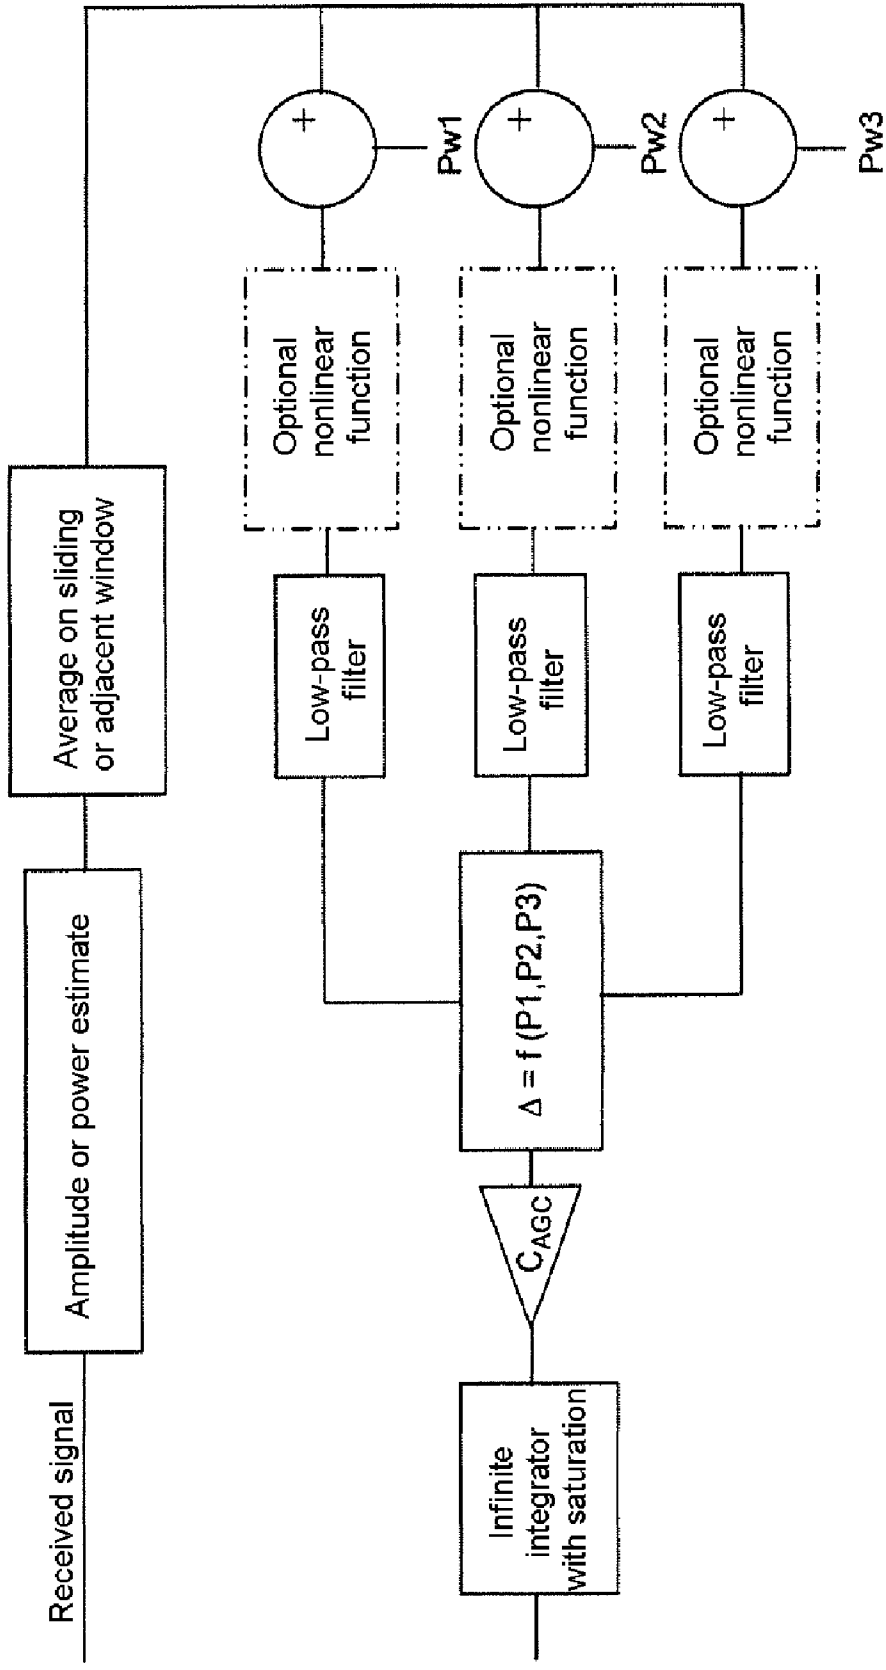 Received signal
Amplitude or power estimate
Average on sliding
or adjacent window
Infinite
integrator
with saturation
CAGC
Δ = f (P1,P2,P3)
Low-pass
filter
Optional
nonlinear
function
+
Pw1
Low-pass
filter
Optional
nonlinear
function
+
Pw2
Low-pass
filter
Optional
nonlinear
function
+
Pw3